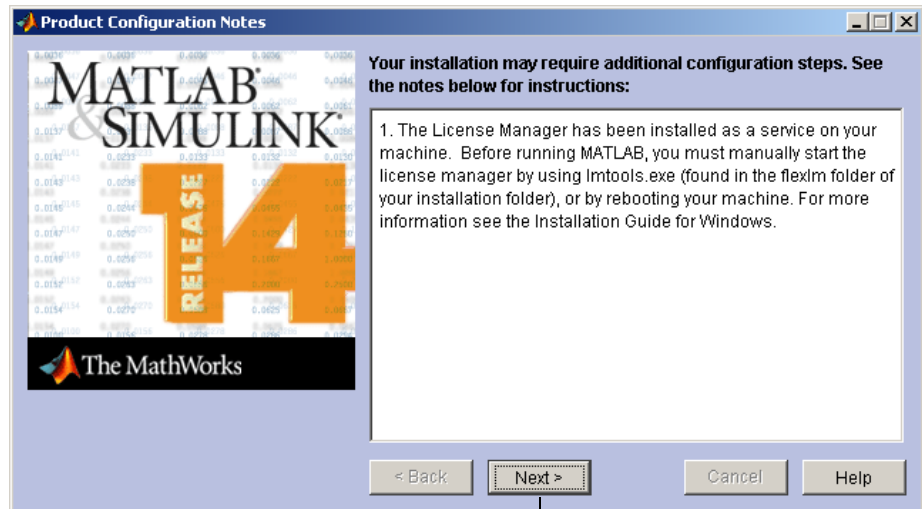 Product Configuration Notes
MATLAB®
& SIMULINK®
RELEASE
14
The MathWorks
Your installation may require additional configuration steps. See
the notes below for instructions:
1. The License Manager has been installed as a service on your
machine. Before running MATLAB, you must manually start the
license manager by using lmtools.exe (found in the flexlm folder of
your installation folder), or by rebooting your machine. For more
information see the Installation Guide for Windows.
< Back
Next >
Cancel
Help